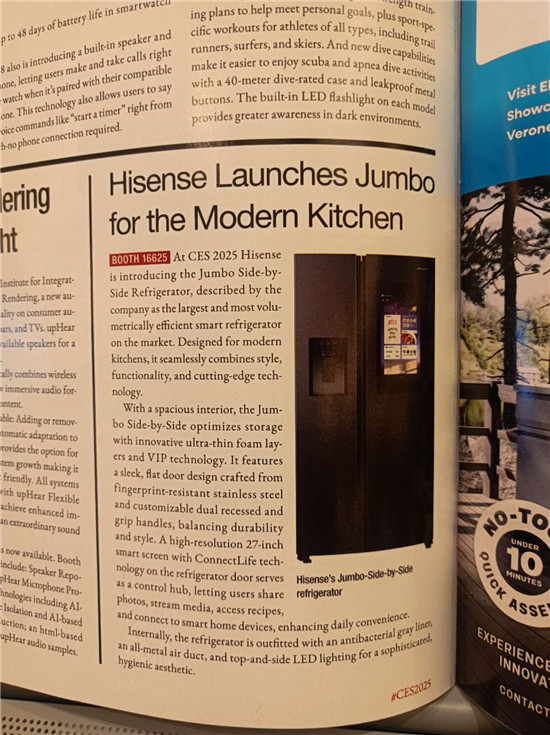 p to 48 days of battery life in smartwatch
8 also is introducing a built-in speaker and
one, letting users make and take calls right
watch when it's paired with their compatible
one. This technology also allows users to say
voice commands like "start a timer" right from
h-no phone connection required.
ing plans to help meet personal goals, plus sport-spe-
cific workouts for athletes of all types, including trail
runners, surfers, and skiers. And new dive capabilities
make it easier to enjoy scuba and apnea dive activities
with a 40-meter dive-rated case and leakproof metal
buttons. The built-in LED flashlight on each model
provides greater awareness in dark environments.
dering
ht
Institute for Integrat-
Rendering, a new au-
ality on consumer au-
ars, and TVs. upHear
vailable speakers for a
cally combines wireless
w immersive audio for-
ontent.
able: Adding or remov-
tomatic adaptation to
rovides the option for
stem growth making it
friendly. All systems
with upHear Flexible
achieve enhanced im-
an extraordinary sound
s now available. Booth
include: Speaker Repo-
pHear Microphone Pro-
hnologies including AI-
Isolation and AI-based
uction; an html-based
upHear audio samples.
Hisense Launches Jumbo
for the Modern Kitchen
BOOTH 16625 At CES 2025 Hisense
is introducing the Jumbo Side-by-
Side Refrigerator, described by the
company as the largest and most volu-
metrically efficient smart refrigerator
on the market. Designed for modern
kitchens, it seamlessly combines style,
functionality, and cutting-edge tech-
nology.
With a spacious interior, the Jum-
bo Side-by-Side optimizes storage
with innovative ultra-thin foam lay-
ers and VIP technology. It features
a sleek, flat door design crafted from
fingerprint-resistant stainless steel
and customizable dual recessed and
grip handles, balancing durability
and style. A high-resolution 27-inch
smart screen with ConnectLife tech-
nology on the refrigerator door serves
as a control hub, letting users share
photos, stream media, access recipes,
and connect to smart home devices, enhancing daily convenience.
Internally, the refrigerator is outfitted with an antibacterial gray liner,
an all-metal air duct, and top-and-side LED lighting for a sophisticated,
hygienic aesthetic.
Hisense's Jumbo-Side-by-Side
refrigerator
#CES2025
Visit El
Showc
Verone
NO-TOO
UNDER
10
MINUTES
QUICK ASSE
EXPERIENCE
INNOVA
CONTACT